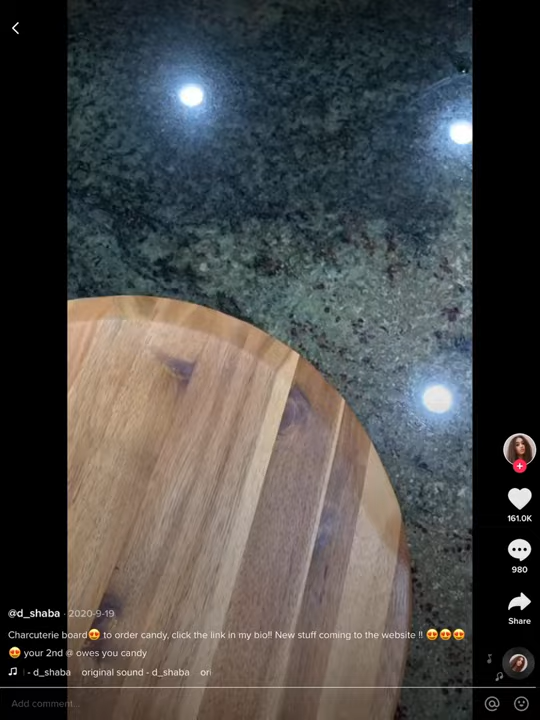 161.0K
980
Share
@d_shaba · 2020-9-19
Charcuterie board😍 to order candy, click the link in my bio!! New stuff coming to the website !! 😍😍😍
😍 your 2nd @ owes you candy
- d_shaba original sound - d_shaba ori
Add comment...